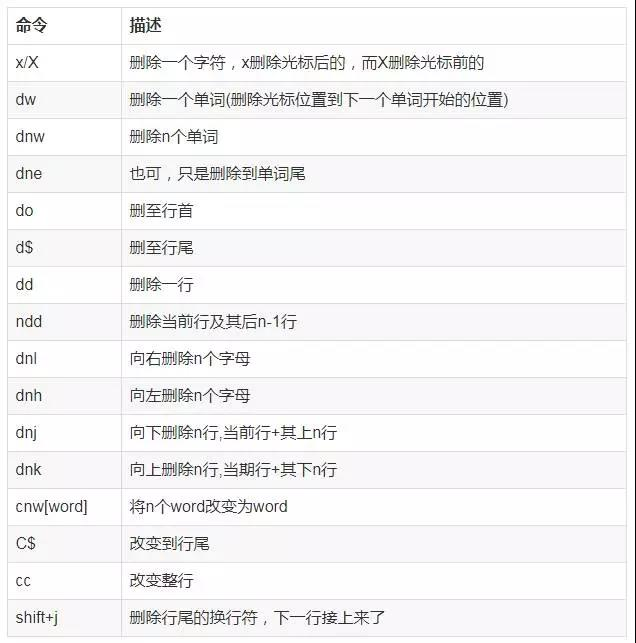 命令 描述
x/X 删除一个字符，x删除光标后的，而X删除光标前的
dw 删除一个单词(删除光标位置到下一个单词开始的位置)
dnw 删除n个单词
dne 也可，只是删除到单词尾
do 删至行首
d$ 删至行尾
dd 删除一行
ndd 删除当前行及其后n-1行
dnl 向右删除n个字母
dnh 向左删除n个字母
dnj 向下删除n行,当前行+其上n行
dnk 向上删除n行,当期行+其下n行
cnw[word] 将n个word改变为word
C$ 改变到行尾
cc 改变整行
shift+j 删除行尾的换行符，下一行接上来了